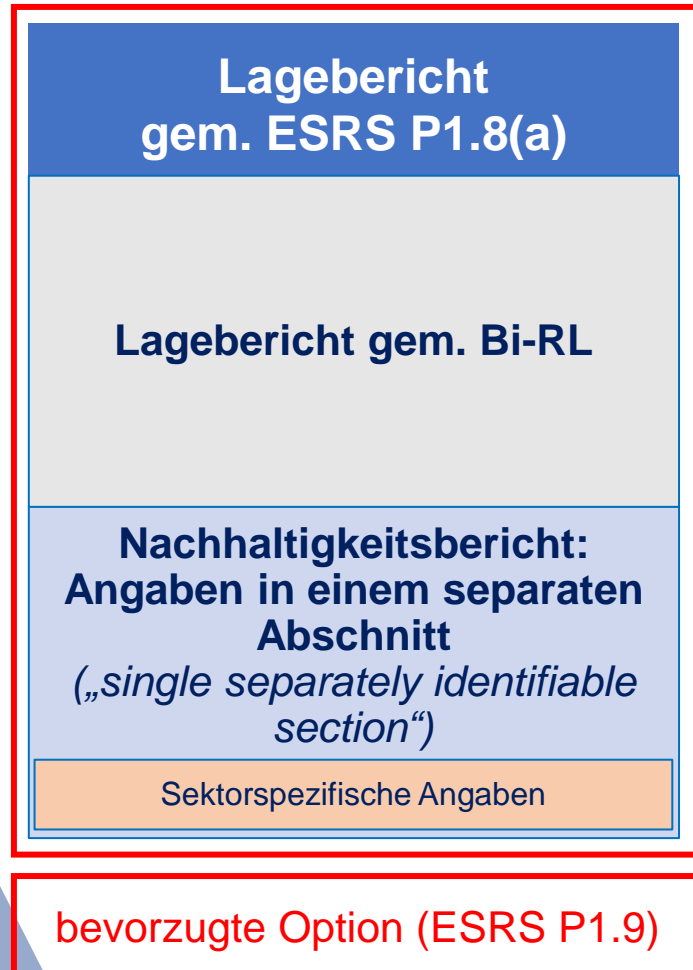 Lagebericht
gem. ESRS P1.8(a)
Lagebericht gem. Bi-RL
Nachhaltigkeitsbericht:
Angaben in einem separaten
Abschnitt
(„single separately identifiable
section“)
Sektorspezifische Angaben
bevorzugte Option (ESRS P1.9)